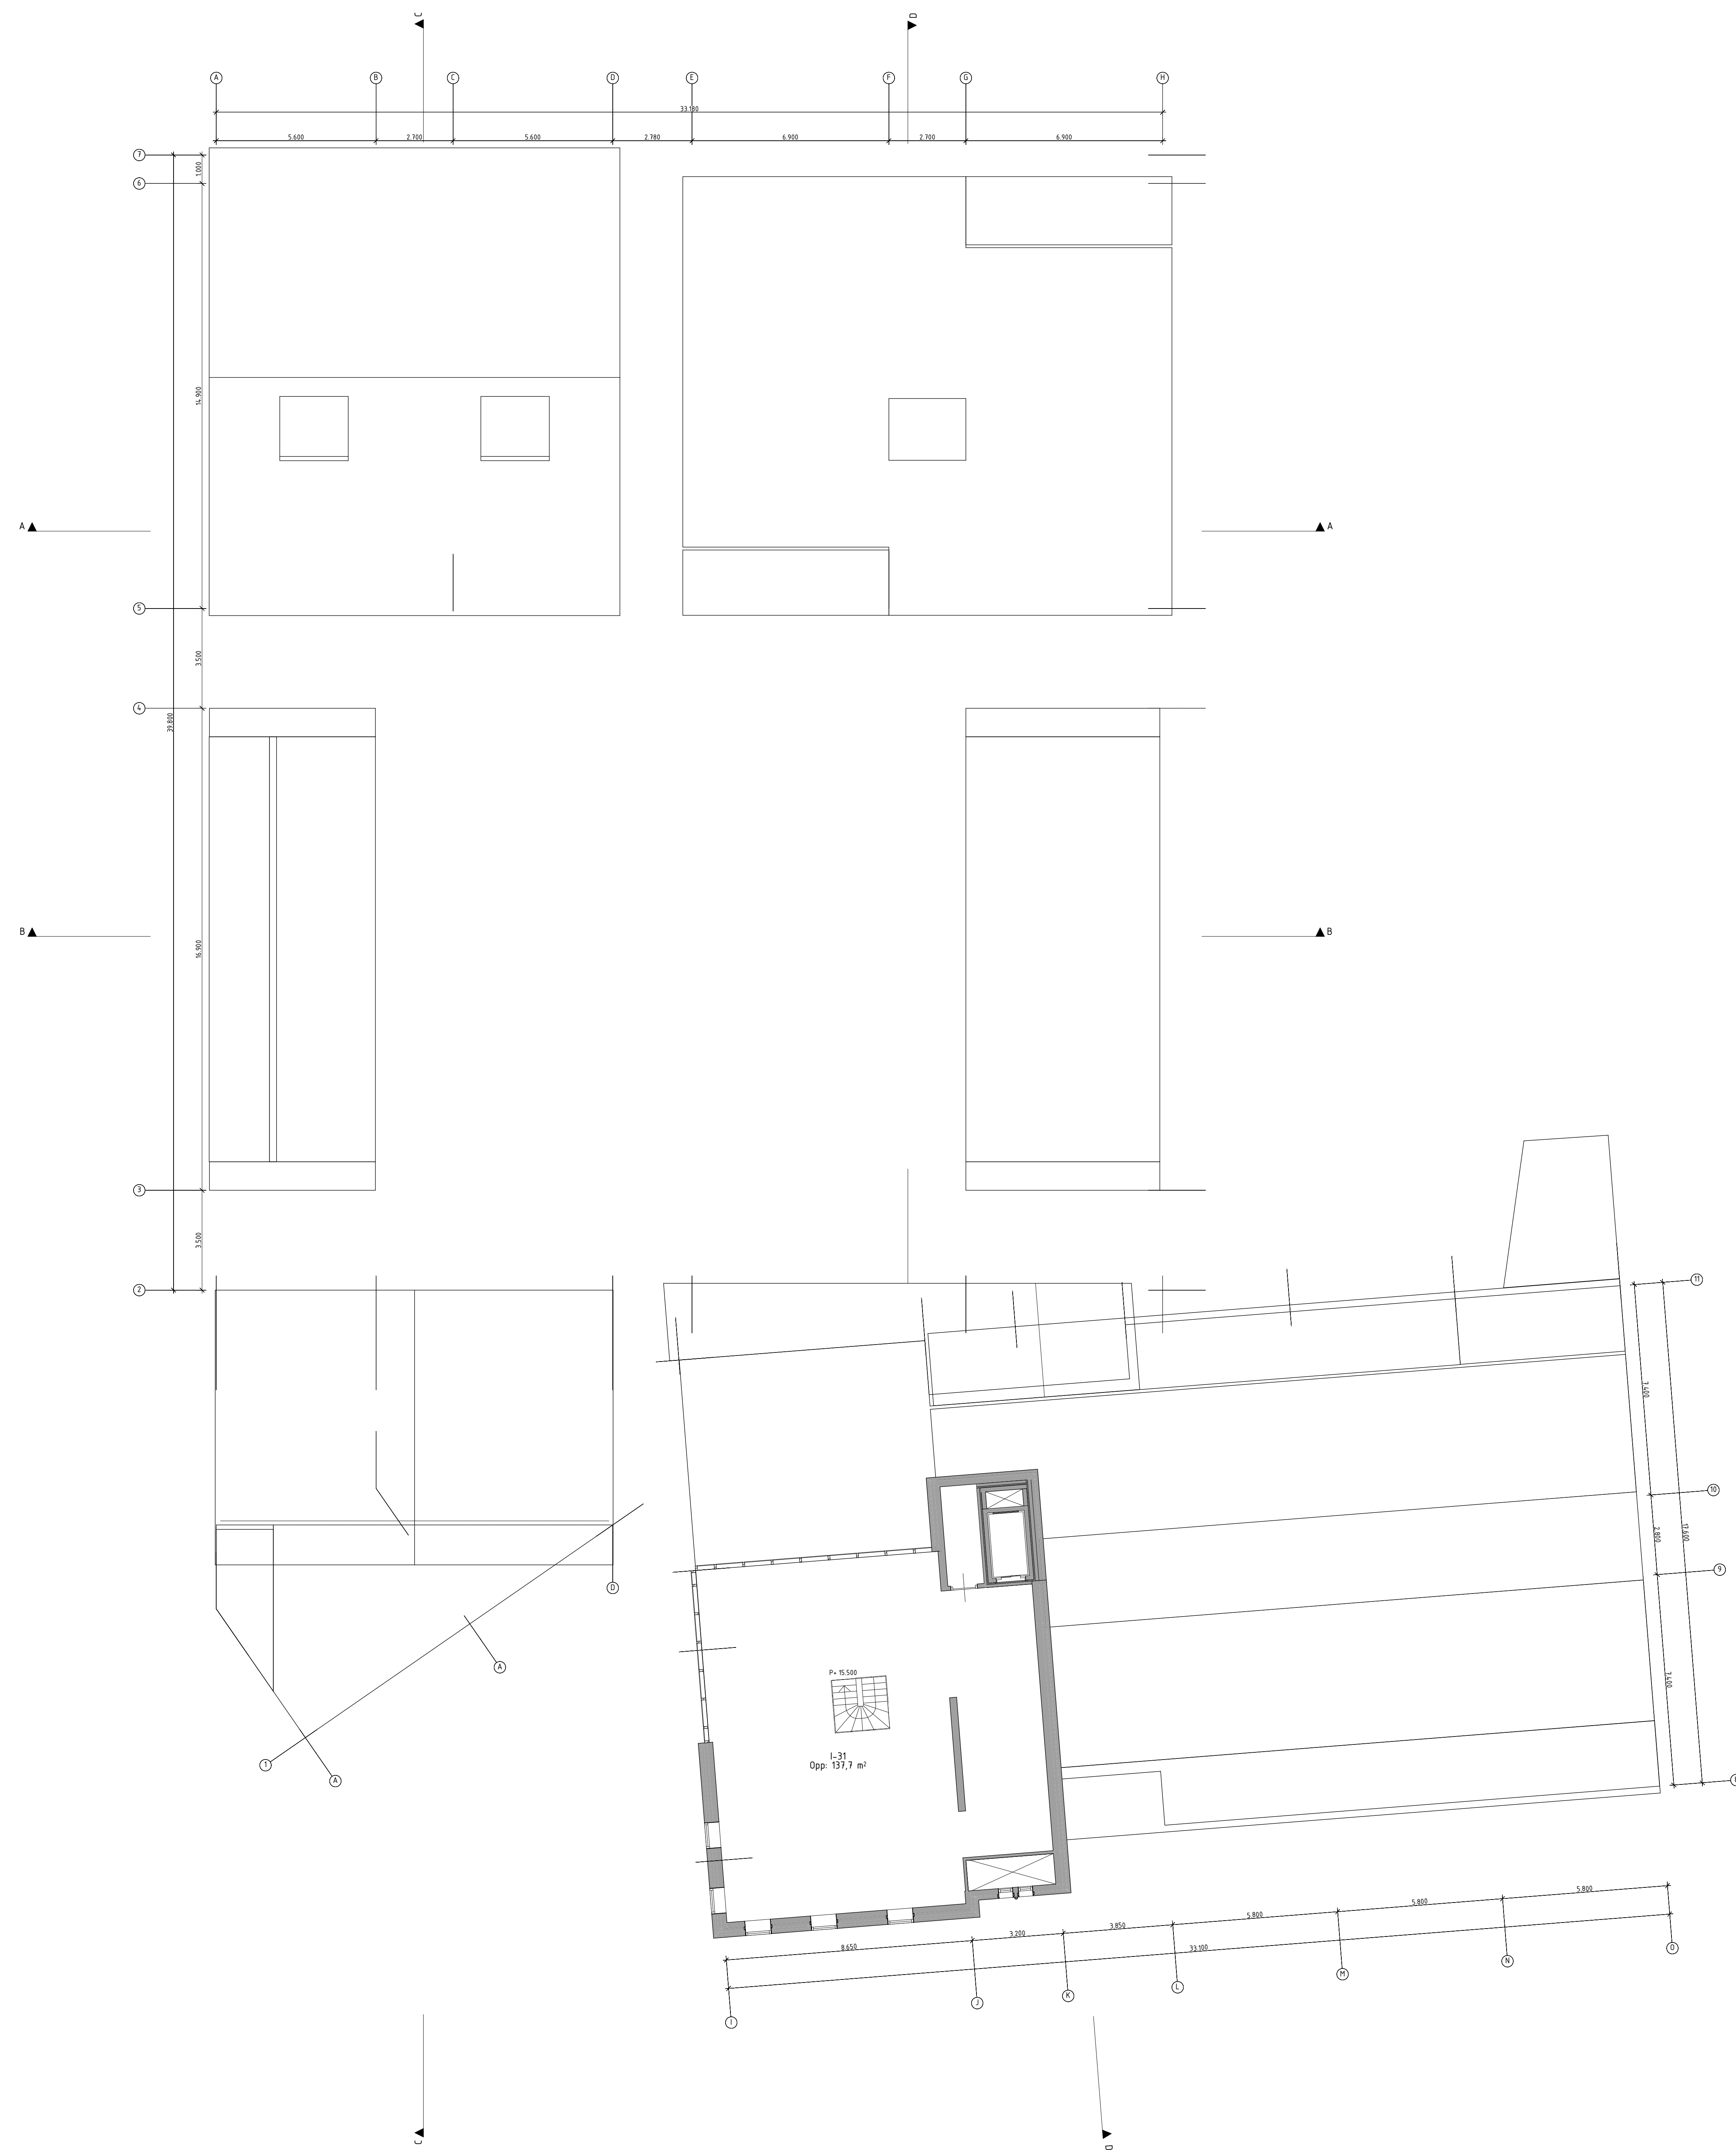 C
D
A B C D E F G H
33.180
5.600 2.700 5.600 2.780 6.900 2.700 6.900
7
1.000
6
14.900
A A
5
3.500
4
39.800
B B
16.900
3
3.500
2
11
7.400
10
2.800
17.600
9
7.400
D
A
1
A
P+ 15.500
I-31
Opp: 137,7 m²
8.650 3.200 3.850 5.800 5.800 5.800
33.100
I J K L M N O
C
D